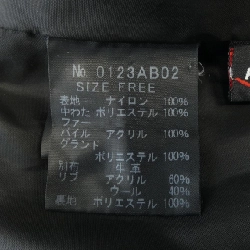 № 0123AB02
SIZE FREE
表地 ナイロン 100%
中わた ポリエステル 100%
ファー
パイル アクリル 100%
グランド
ポリエステル 100%
別布 牛革
リブ アクリル 60%
ウール 40%
裏地 ポリエステル 100%